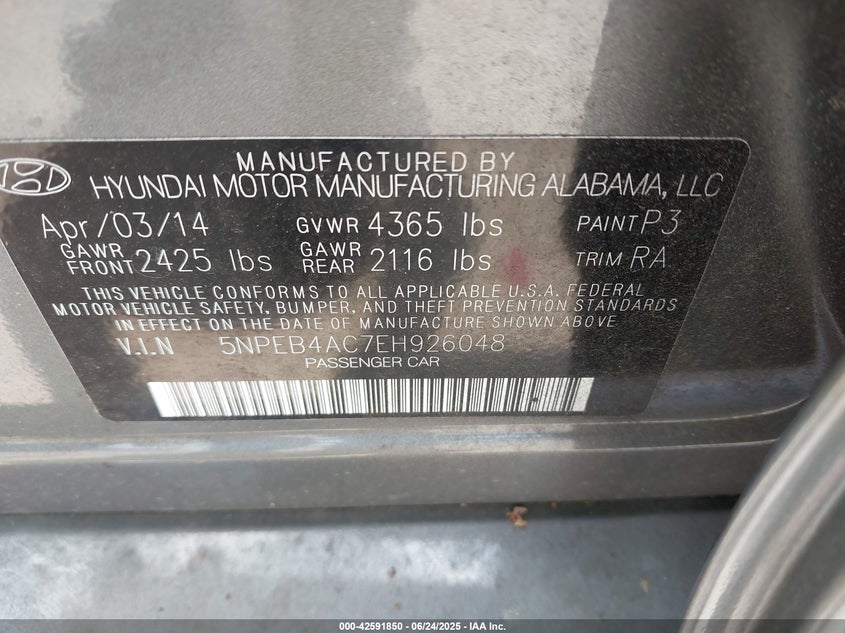 MANUFACTURED BY
HYUNDAI MOTOR MANUFACTURING ALABAMA, LLC
Apr/03/14 GVWR 4365 lbs PAINT P3
GAWR FRONT 2425 lbs GAWR REAR 2116 lbs TRIM RA
THIS VEHICLE CONFORMS TO ALL APPLICABLE U.S.A. FEDERAL
MOTOR VEHICLE SAFETY, BUMPER, AND THEFT PREVENTION STANDARDS
IN EFFECT ON THE DATE OF MANUFACTURE SHOWN ABOVE
V.I.N 5NPEB4AC7EH926048
PASSENGER CAR
000-42591850 - 06/24/2025 - IAA Inc.